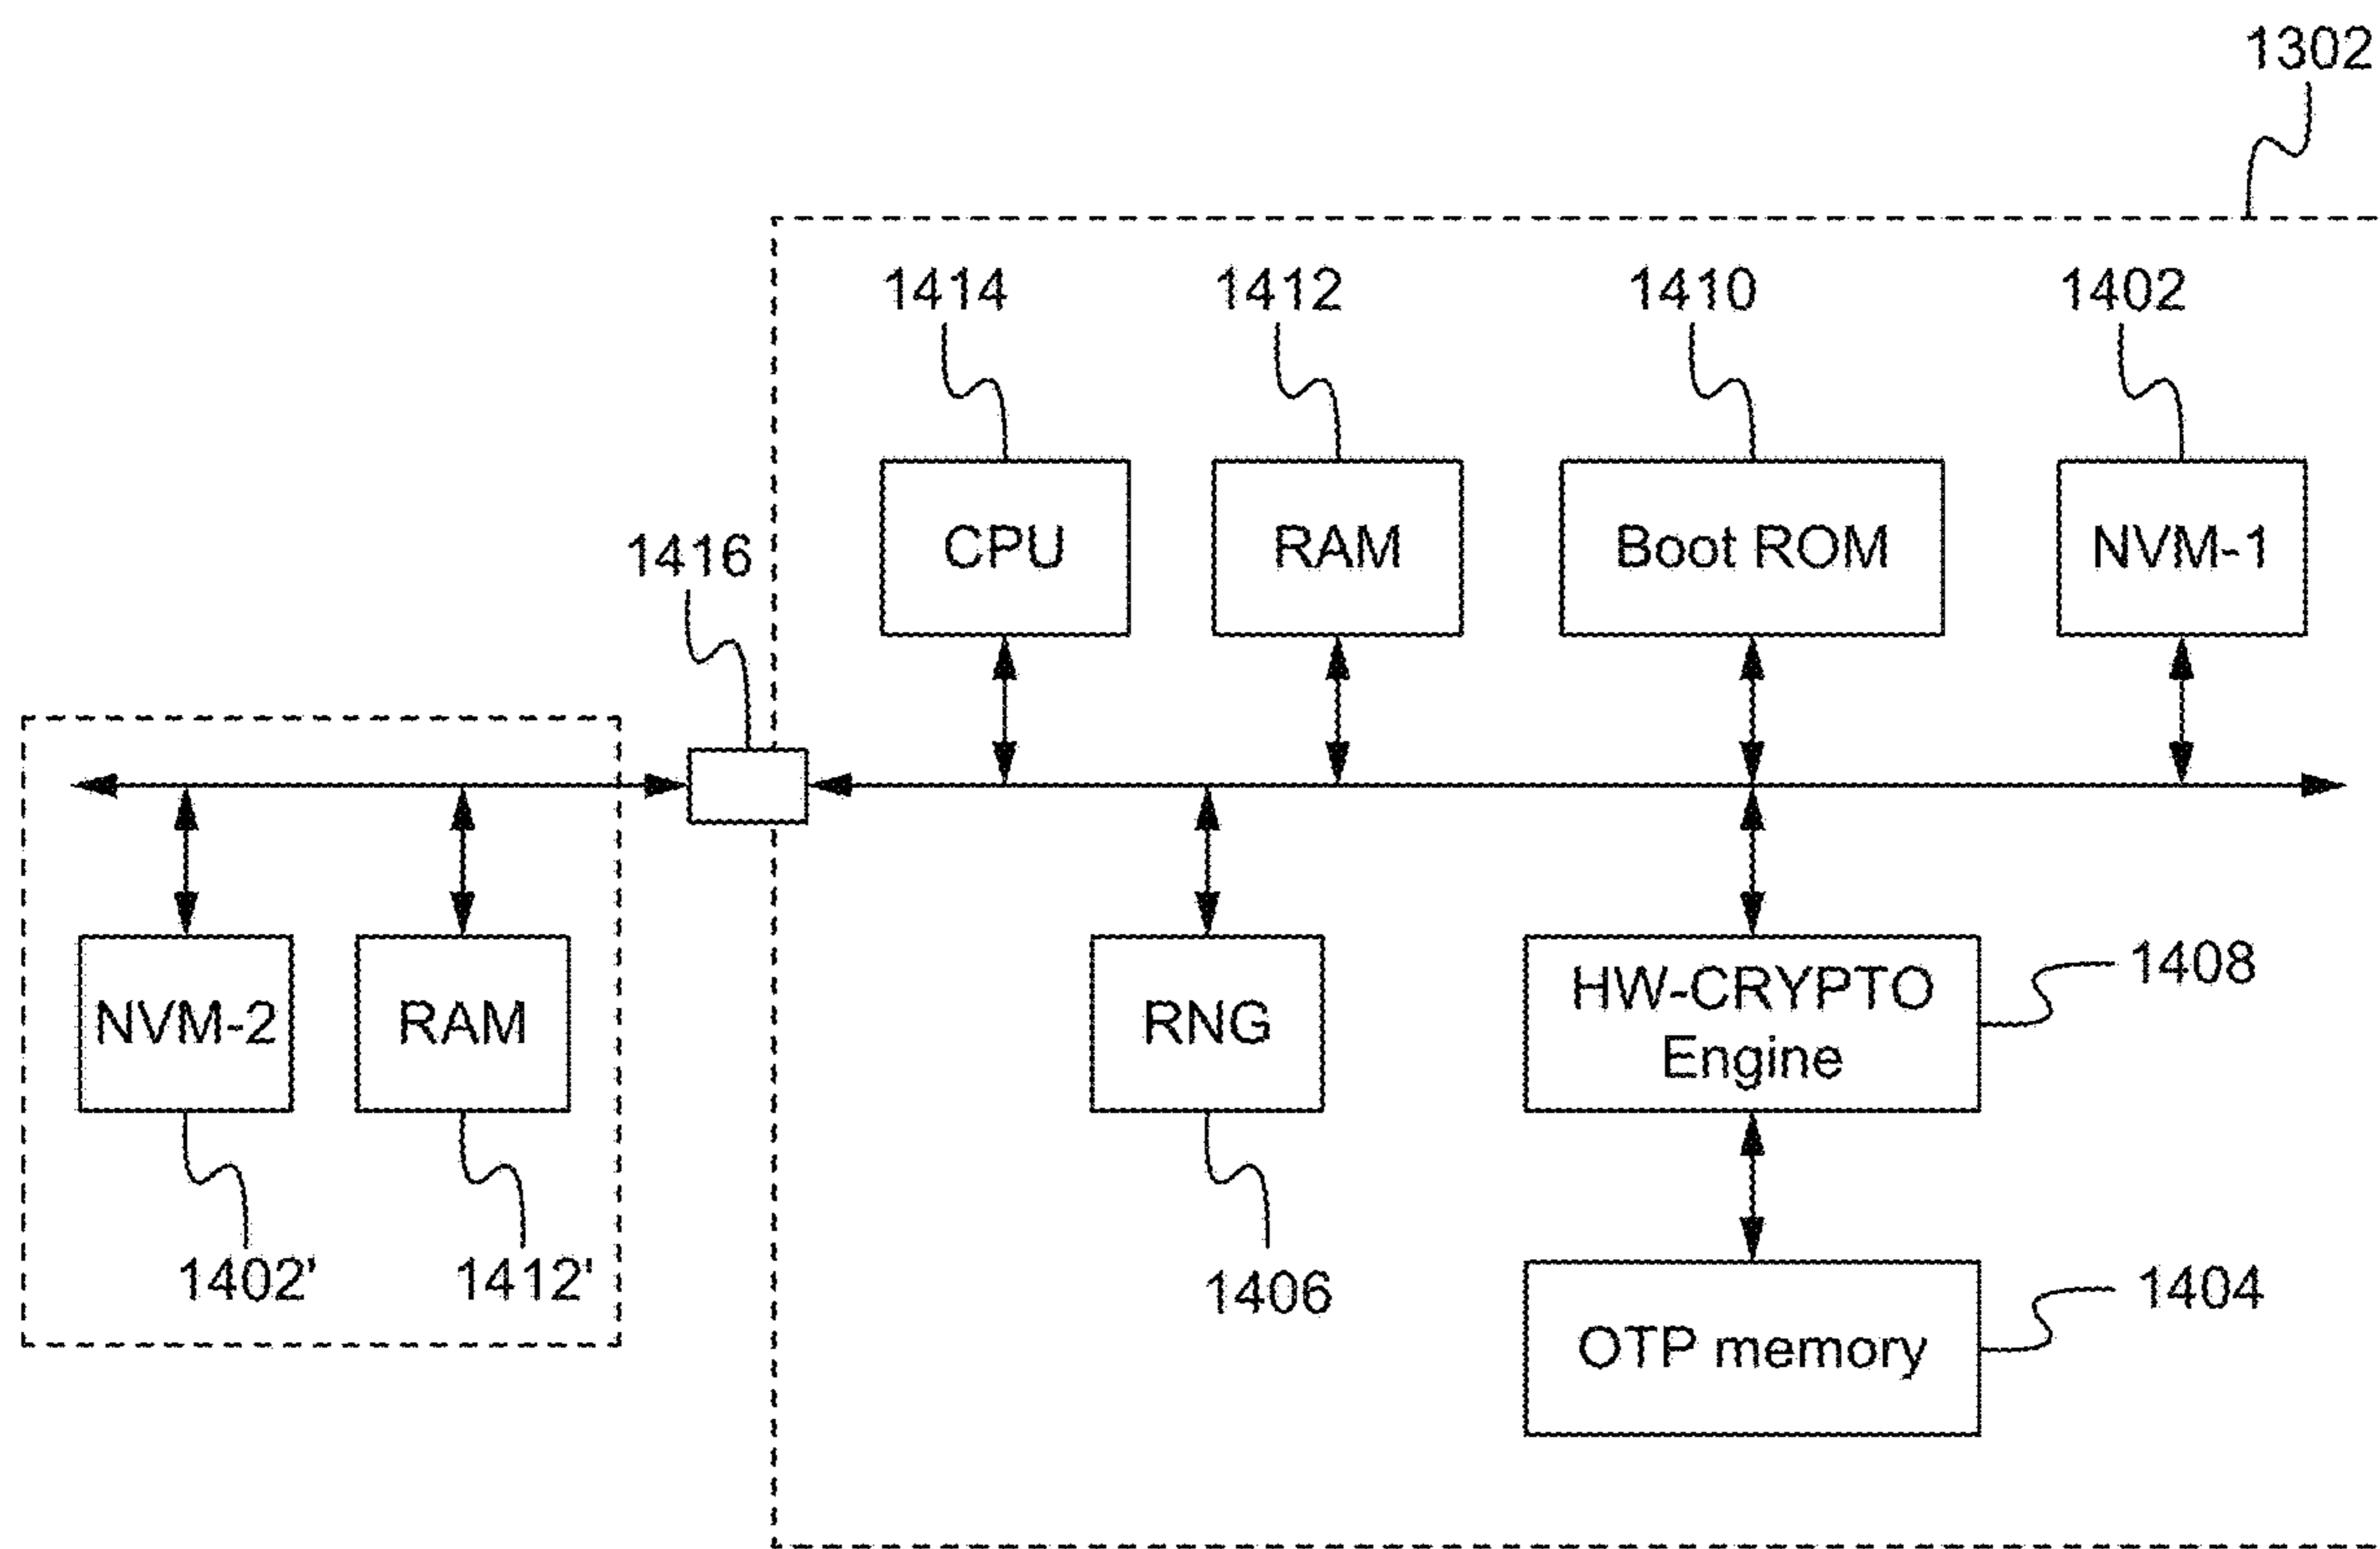 1302
1414
1412
1410
1402
CPU
RAM
Boot ROM
NVM-1
1416
NVM-2
RAM
RNG
HW-CRYPTO
Engine
1408
1402'
1412'
1406
OTP memory
1404